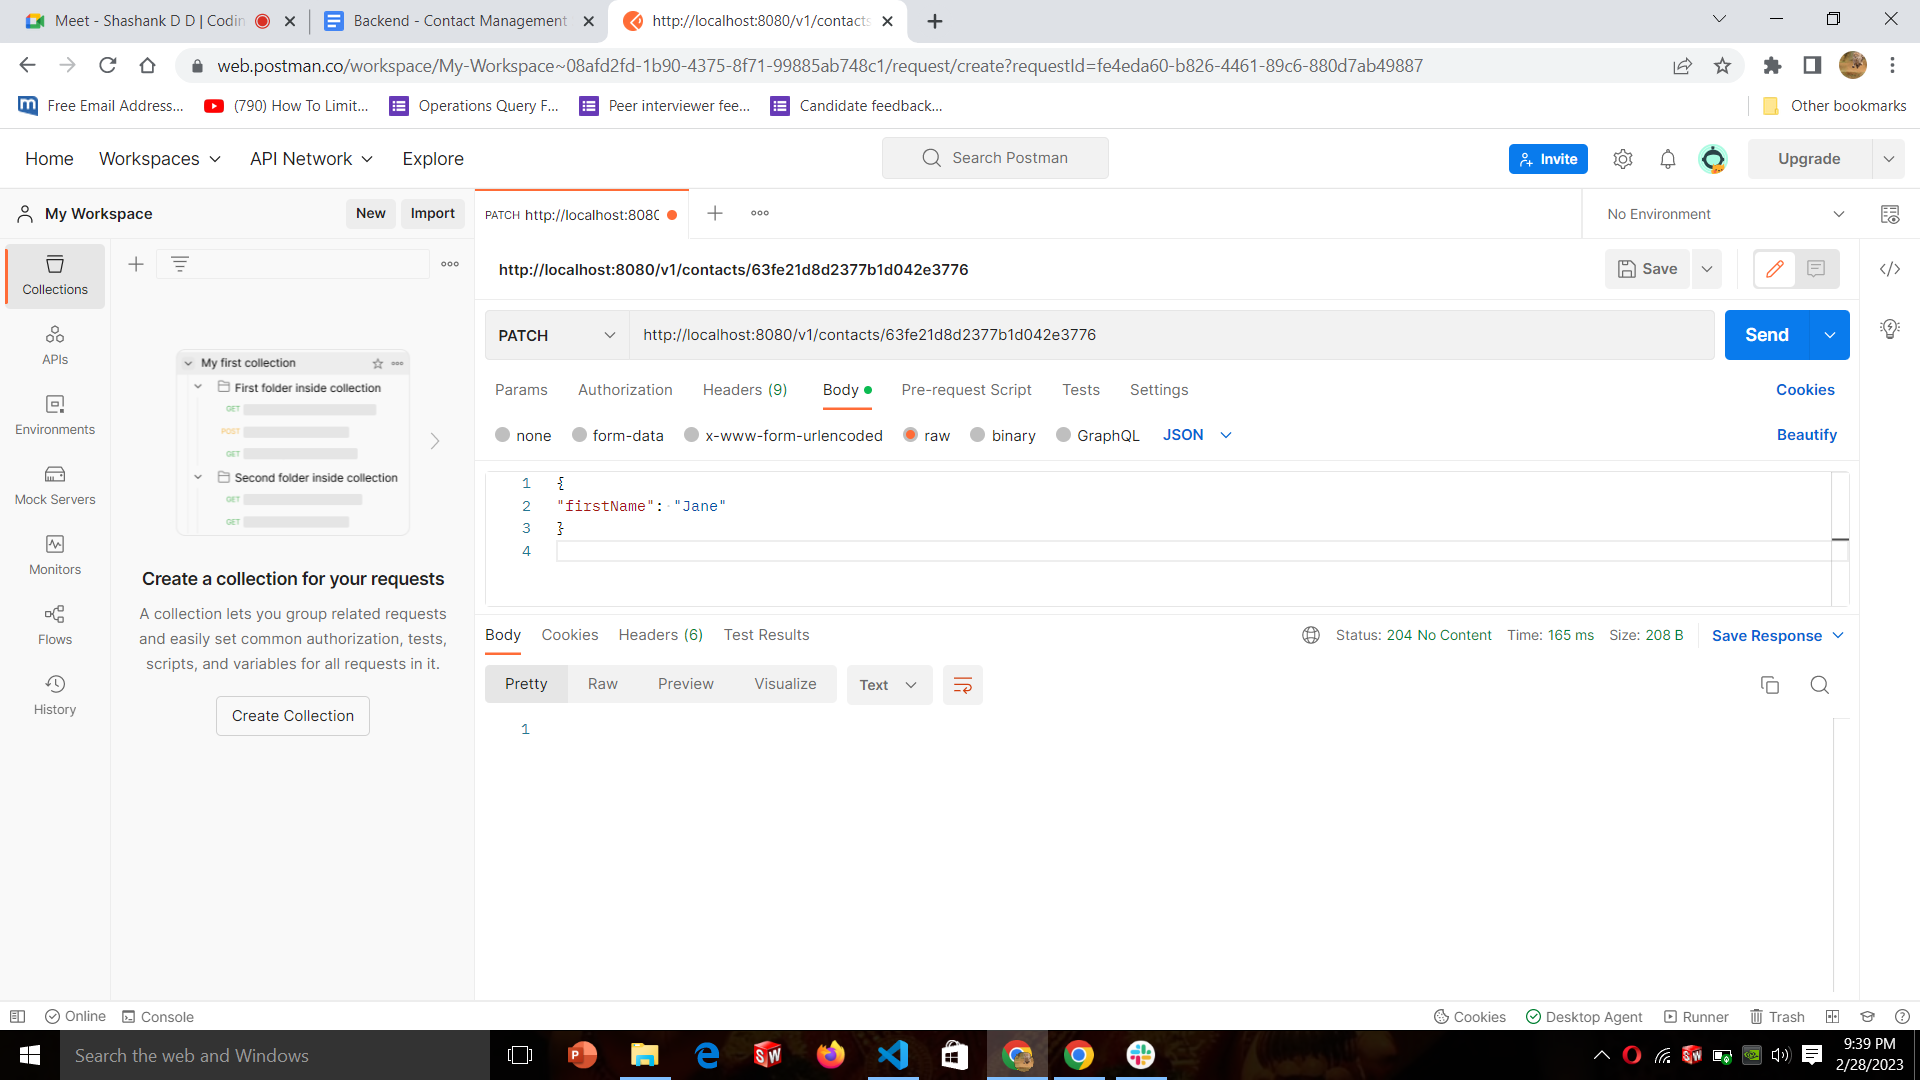 Meet - Shashank D D | Codin
Backend - Contact Management
http://localhost:8080/v1/contacts
web.postman.co/workspace/My-Workspace~08afd2fd-1b90-4375-8f71-99885ab748c1/request/create?requestId=fe4eda60-b826-4461-89c6-880d7ab49887
Free Email Address...
(790) How To Limit...
Operations Query F...
Peer interviewer fee...
Candidate feedback...
Other bookmarks
Home
Workspaces
API Network
Explore
Search Postman
Invite
Upgrade
My Workspace
New
Import
PATCH http://localhost:8080
No Environment
Collections
APIs
Environments
Mock Servers
Monitors
Flows
History
My first collection
First folder inside collection
GET
POST
GET
Second folder inside collection
GET
GET
Create a collection for your requests
A collection lets you group related requests
and easily set common authorization, tests,
scripts, and variables for all requests in it.
Create Collection
http://localhost:8080/v1/contacts/63fe21d8d2377b1d042e3776
Save
PATCH
http://localhost:8080/v1/contacts/63fe21d8d2377b1d042e3776
Send
Params
Authorization
Headers (9)
Body
Pre-request Script
Tests
Settings
Cookies
none
form-data
x-www-form-urlencoded
raw
binary
GraphQL
JSON
Beautify
1 {
2 "firstName": "Jane"
3 }
4
Body
Cookies
Headers (6)
Test Results
Status: 204 No Content
Time: 165 ms
Size: 208 B
Save Response
Pretty
Raw
Preview
Visualize
Text
1
Online
Console
Cookies
Desktop Agent
Runner
Trash
Search the web and Windows
9:39 PM
2/28/2023